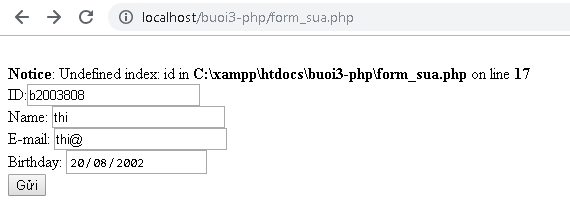 localhost/buoi3-php/form_sua.php
Notice: Undefined index: id in C:\xampp\htdocs\buoi3-php\form_sua.php on line 17
ID: b2003808
Name: thi
E-mail: thi@
Birthday: 20/08/2002
Gửi